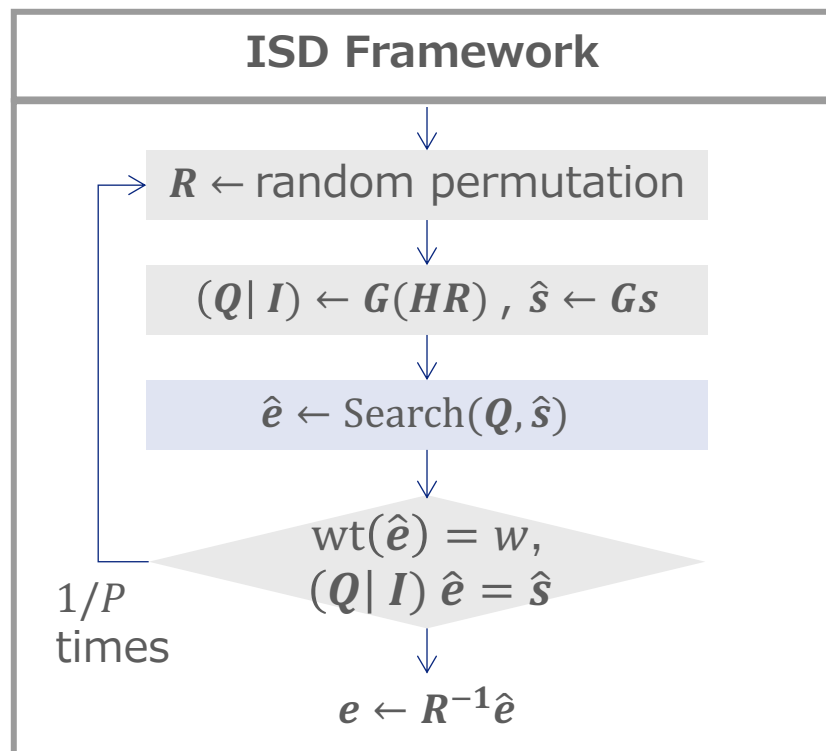 ISD Framework
R ← random permutation
(Q| I) ← G(HR) , ŝ ← Gs
ê ← Search(Q, ŝ)
wt(ê) = w,
(Q| I) ê = ŝ
1/P
times
e ← R⁻¹ê